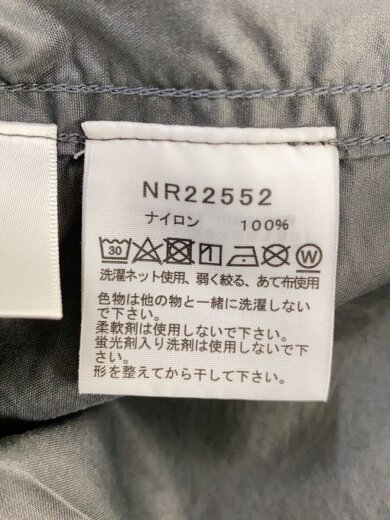 NR22552
ナイロン 100%
30 W
洗濯ネット使用、弱く絞る、あて布使用
色物は他の物と一緒に洗濯しない
で下さい。
柔軟剤は使用しないで下さい。
蛍光剤入り洗剤は使用しないで下
さい。
形を整えてから干して下さい。